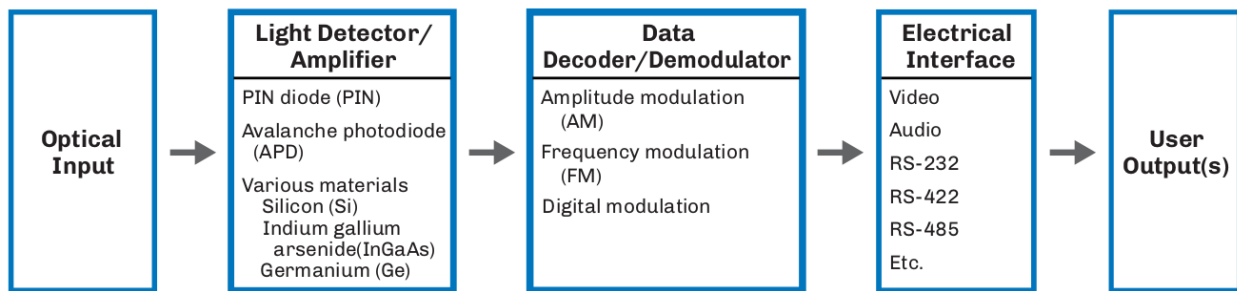 Optical
Input
Light Detector/
Amplifier
PIN diode (PIN)
Avalanche photodiode
(APD)
Various materials
Silicon (Si)
Indium gallium
arsenide(InGaAs)
Germanium (Ge)
Data
Decoder/Demodulator
Amplitude modulation
(AM)
Frequency modulation
(FM)
Digital modulation
Electrical
Interface
Video
Audio
RS-232
RS-422
RS-485
Etc.
User
Output(s)